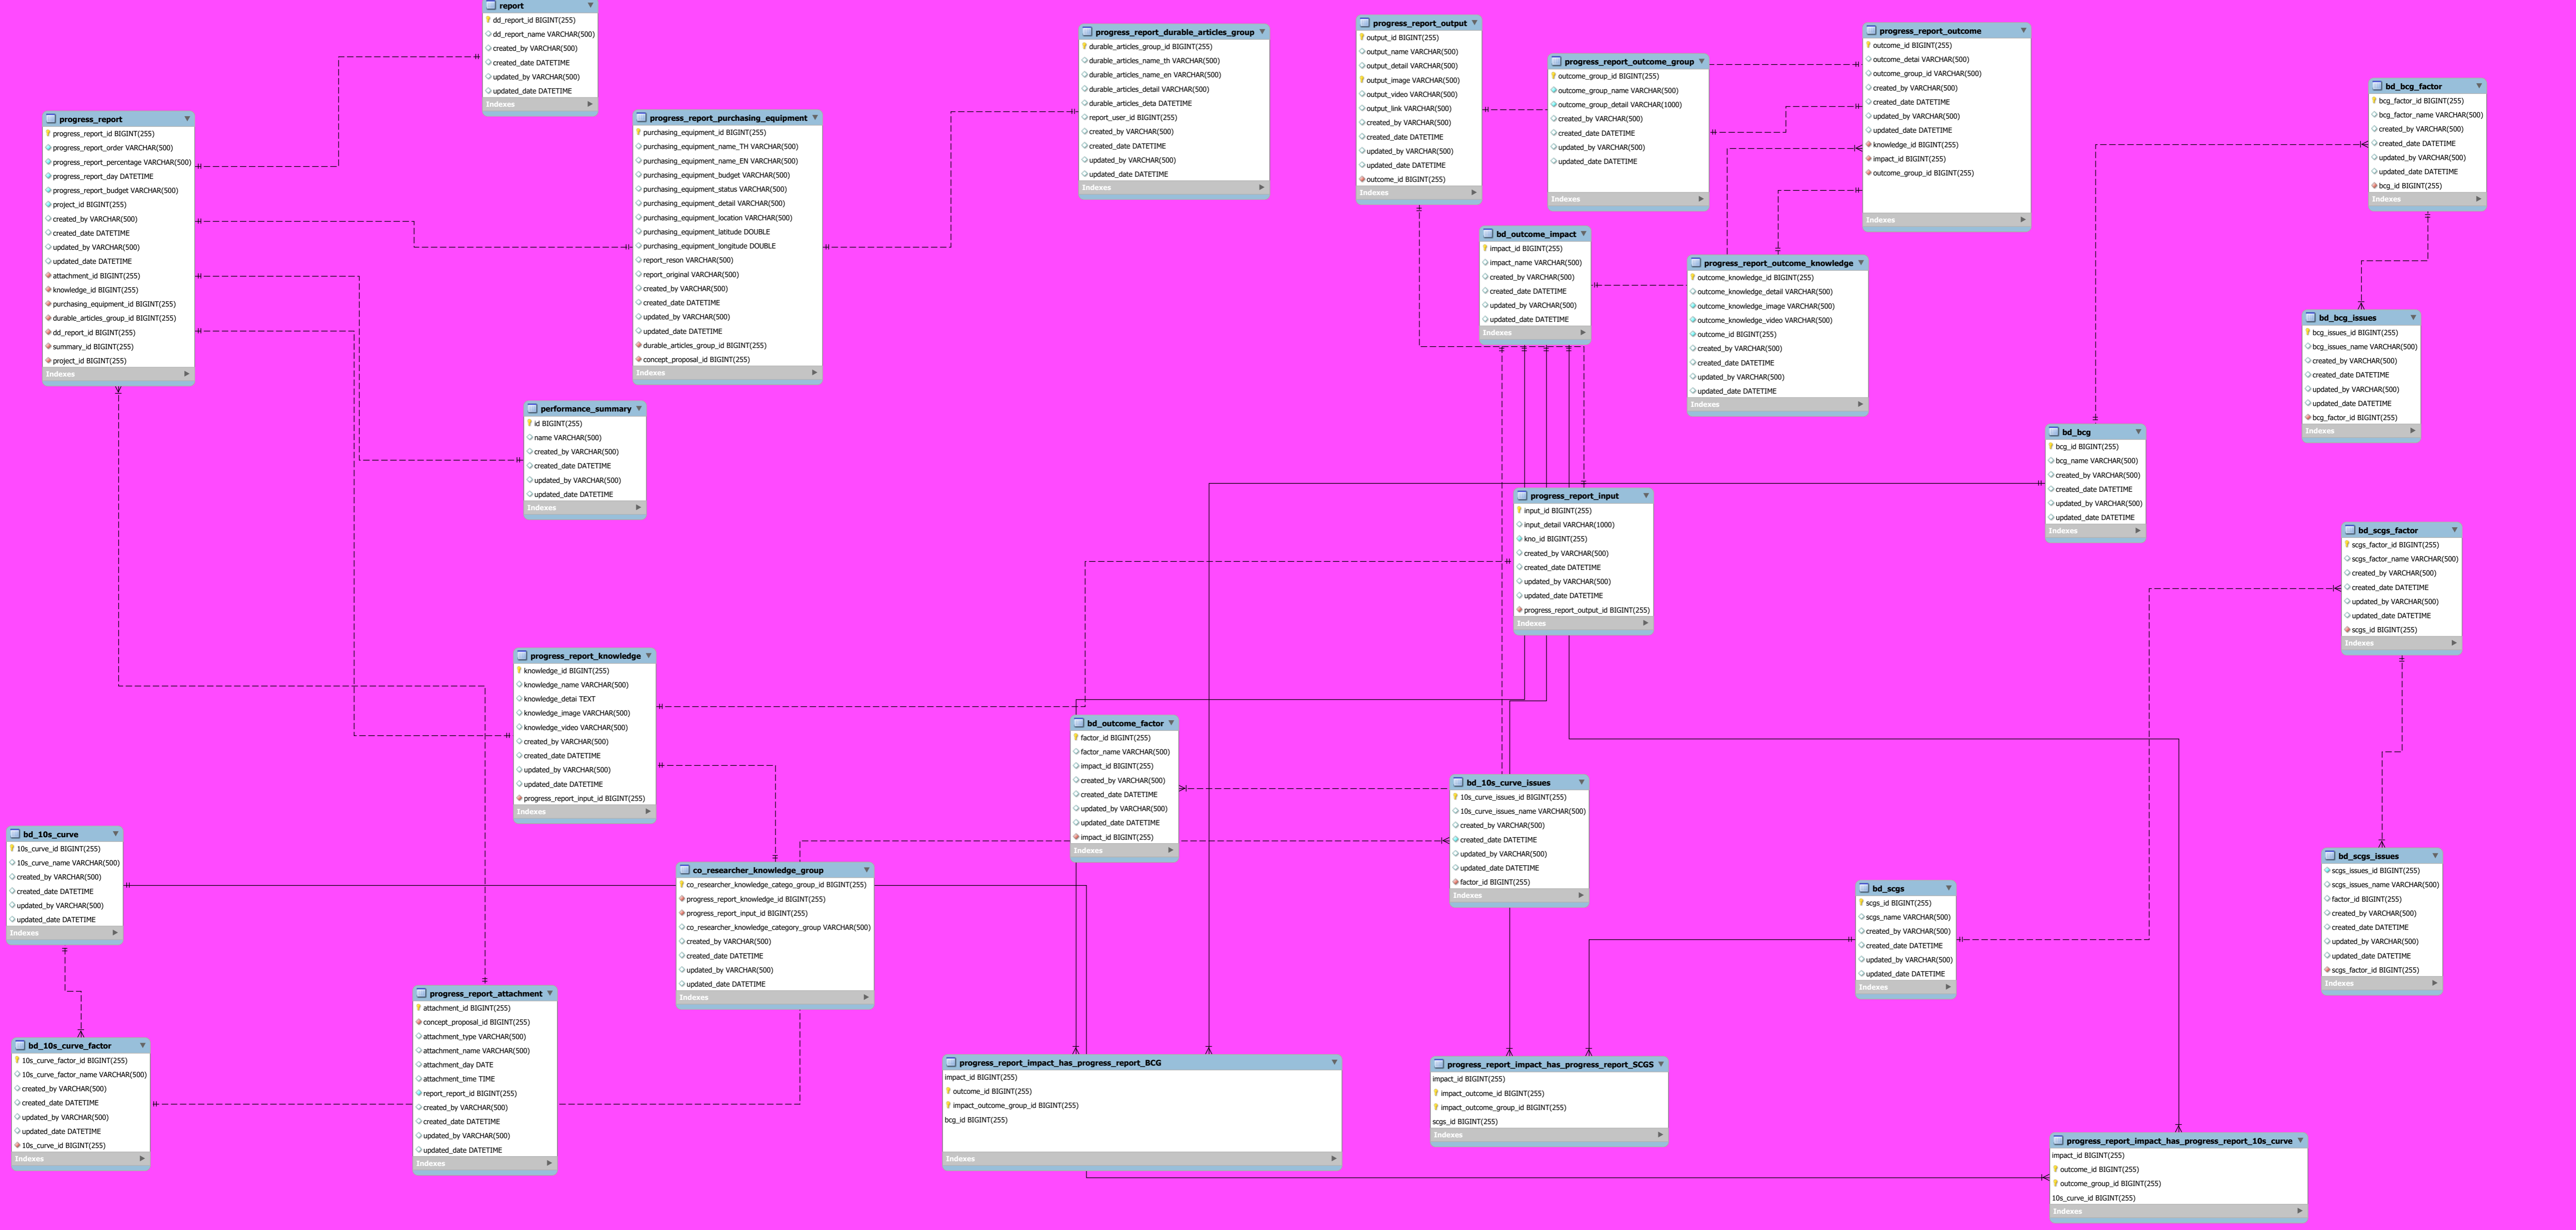 report
dd_report_id BIGINT(255)
dd_report_name VARCHAR(500)
created_by VARCHAR(500)
created_date DATETIME
updated_by VARCHAR(500)
updated_date DATETIME
Indexes
progress_report
progress_report_id BIGINT(255)
progress_report_order VARCHAR(500)
progress_report_percentage VARCHAR(500)
progress_report_day DATETIME
progress_report_budget VARCHAR(500)
project_id BIGINT(255)
created_by VARCHAR(500)
created_date DATETIME
updated_by VARCHAR(500)
updated_date DATETIME
attachment_id BIGINT(255)
knowledge_id BIGINT(255)
purchasing_equipment_id BIGINT(255)
durable_articles_group_id BIGINT(255)
dd_report_id BIGINT(255)
summary_id BIGINT(255)
project_id BIGINT(255)
Indexes
progress_report_purchasing_equipment
purchasing_equipment_id BIGINT(255)
purchasing_equipment_name_TH VARCHAR(500)
purchasing_equipment_name_EN VARCHAR(500)
purchasing_equipment_budget VARCHAR(500)
purchasing_equipment_status VARCHAR(500)
purchasing_equipment_detail VARCHAR(500)
purchasing_equipment_location VARCHAR(500)
purchasing_equipment_latitude DOUBLE
purchasing_equipment_longitude DOUBLE
report_reson VARCHAR(500)
report_original VARCHAR(500)
created_by VARCHAR(500)
created_date DATETIME
updated_by VARCHAR(500)
updated_date DATETIME
durable_articles_group_id BIGINT(255)
concept_proposal_id BIGINT(255)
Indexes
progress_report_durable_articles_group
durable_articles_group_id BIGINT(255)
durable_articles_name_th VARCHAR(500)
durable_articles_name_en VARCHAR(500)
durable_articles_detail VARCHAR(500)
durable_articles_deta DATETIME
report_user_id BIGINT(255)
created_by VARCHAR(500)
created_date DATETIME
updated_by VARCHAR(500)
updated_date DATETIME
Indexes
progress_report_output
output_id BIGINT(255)
output_name VARCHAR(500)
output_detail VARCHAR(500)
output_image VARCHAR(500)
output_video VARCHAR(500)
output_link VARCHAR(500)
created_by VARCHAR(500)
created_date DATETIME
updated_by VARCHAR(500)
updated_date DATETIME
outcome_id BIGINT(255)
Indexes
progress_report_outcome_group
outcome_group_id BIGINT(255)
outcome_group_name VARCHAR(500)
outcome_group_detail VARCHAR(1000)
created_by VARCHAR(500)
created_date DATETIME
updated_by VARCHAR(500)
updated_date DATETIME
Indexes
progress_report_outcome
outcome_id BIGINT(255)
outcome_detai VARCHAR(500)
outcome_group_id VARCHAR(500)
created_by VARCHAR(500)
created_date DATETIME
updated_by VARCHAR(500)
updated_date DATETIME
knowledge_id BIGINT(255)
impact_id BIGINT(255)
outcome_group_id BIGINT(255)
Indexes
bd_bcg_factor
bcg_factor_id BIGINT(255)
bcg_factor_name VARCHAR(500)
created_by VARCHAR(500)
created_date DATETIME
updated_by VARCHAR(500)
updated_date DATETIME
bcg_id BIGINT(255)
Indexes
bd_outcome_impact
impact_id BIGINT(255)
impact_name VARCHAR(500)
created_by VARCHAR(500)
created_date DATETIME
updated_by VARCHAR(500)
updated_date DATETIME
Indexes
progress_report_outcome_knowledge
outcome_knowledge_id BIGINT(255)
outcome_knowledge_detail VARCHAR(500)
outcome_knowledge_image VARCHAR(500)
outcome_knowledge_video VARCHAR(500)
outcome_id BIGINT(255)
created_by VARCHAR(500)
created_date DATETIME
updated_by VARCHAR(500)
updated_date DATETIME
Indexes
bd_bcg_issues
bcg_issues_id BIGINT(255)
bcg_issues_name VARCHAR(500)
created_by VARCHAR(500)
created_date DATETIME
updated_by VARCHAR(500)
updated_date DATETIME
bcg_factor_id BIGINT(255)
Indexes
performance_summary
id BIGINT(255)
name VARCHAR(500)
created_by VARCHAR(500)
created_date DATETIME
updated_by VARCHAR(500)
updated_date DATETIME
Indexes
bd_bcg
bcg_id BIGINT(255)
bcg_name VARCHAR(500)
created_by VARCHAR(500)
created_date DATETIME
updated_by VARCHAR(500)
updated_date DATETIME
Indexes
progress_report_input
input_id BIGINT(255)
input_detail VARCHAR(1000)
kno_id BIGINT(255)
created_by VARCHAR(500)
created_date DATETIME
updated_by VARCHAR(500)
updated_date DATETIME
progress_report_output_id BIGINT(255)
Indexes
bd_scgs_factor
scgs_factor_id BIGINT(255)
scgs_factor_name VARCHAR(500)
created_by VARCHAR(500)
created_date DATETIME
updated_by VARCHAR(500)
updated_date DATETIME
scgs_id BIGINT(255)
Indexes
progress_report_knowledge
knowledge_id BIGINT(255)
knowledge_name VARCHAR(500)
knowledge_detai TEXT
knowledge_image VARCHAR(500)
knowledge_video VARCHAR(500)
created_by VARCHAR(500)
created_date DATETIME
updated_by VARCHAR(500)
updated_date DATETIME
progress_report_input_id BIGINT(255)
Indexes
bd_outcome_factor
factor_id BIGINT(255)
factor_name VARCHAR(500)
impact_id BIGINT(255)
created_by VARCHAR(500)
created_date DATETIME
updated_by VARCHAR(500)
updated_date DATETIME
impact_id BIGINT(255)
Indexes
bd_10s_curve_issues
10s_curve_issues_id BIGINT(255)
10s_curve_issues_name VARCHAR(500)
created_by VARCHAR(500)
created_date DATETIME
updated_by VARCHAR(500)
updated_date DATETIME
factor_id BIGINT(255)
Indexes
bd_10s_curve
10s_curve_id BIGINT(255)
10s_curve_name VARCHAR(500)
created_by VARCHAR(500)
created_date DATETIME
updated_by VARCHAR(500)
updated_date DATETIME
Indexes
co_researcher_knowledge_group
co_researcher_knowledge_catego_group_id BIGINT(255)
progress_report_knowledge_id BIGINT(255)
progress_report_input_id BIGINT(255)
co_researcher_knowledge_category_group VARCHAR(500)
created_by VARCHAR(500)
created_date DATETIME
updated_by VARCHAR(500)
updated_date DATETIME
Indexes
bd_scgs
scgs_id BIGINT(255)
scgs_name VARCHAR(500)
created_by VARCHAR(500)
created_date DATETIME
updated_by VARCHAR(500)
updated_date DATETIME
Indexes
bd_scgs_issues
scgs_issues_id BIGINT(255)
scgs_issues_name VARCHAR(500)
factor_id BIGINT(255)
created_by VARCHAR(500)
created_date DATETIME
updated_by VARCHAR(500)
updated_date DATETIME
scgs_factor_id BIGINT(255)
Indexes
progress_report_attachment
attachment_id BIGINT(255)
concept_proposal_id BIGINT(255)
attachment_type VARCHAR(500)
attachment_name VARCHAR(500)
attachment_day DATE
attachment_time TIME
report_report_id BIGINT(255)
created_by VARCHAR(500)
created_date DATETIME
updated_by VARCHAR(500)
updated_date DATETIME
Indexes
bd_10s_curve_factor
10s_curve_factor_id BIGINT(255)
10s_curve_factor_name VARCHAR(500)
created_by VARCHAR(500)
created_date DATETIME
updated_by VARCHAR(500)
updated_date DATETIME
10s_curve_id BIGINT(255)
Indexes
progress_report_impact_has_progress_report_BCG
impact_id BIGINT(255)
outcome_id BIGINT(255)
impact_outcome_group_id BIGINT(255)
bcg_id BIGINT(255)
Indexes
progress_report_impact_has_progress_report_SCGS
impact_id BIGINT(255)
impact_outcome_id BIGINT(255)
impact_outcome_group_id BIGINT(255)
scgs_id BIGINT(255)
Indexes
progress_report_impact_has_progress_report_10s_curve
impact_id BIGINT(255)
outcome_id BIGINT(255)
outcome_group_id BIGINT(255)
10s_curve_id BIGINT(255)
Indexes